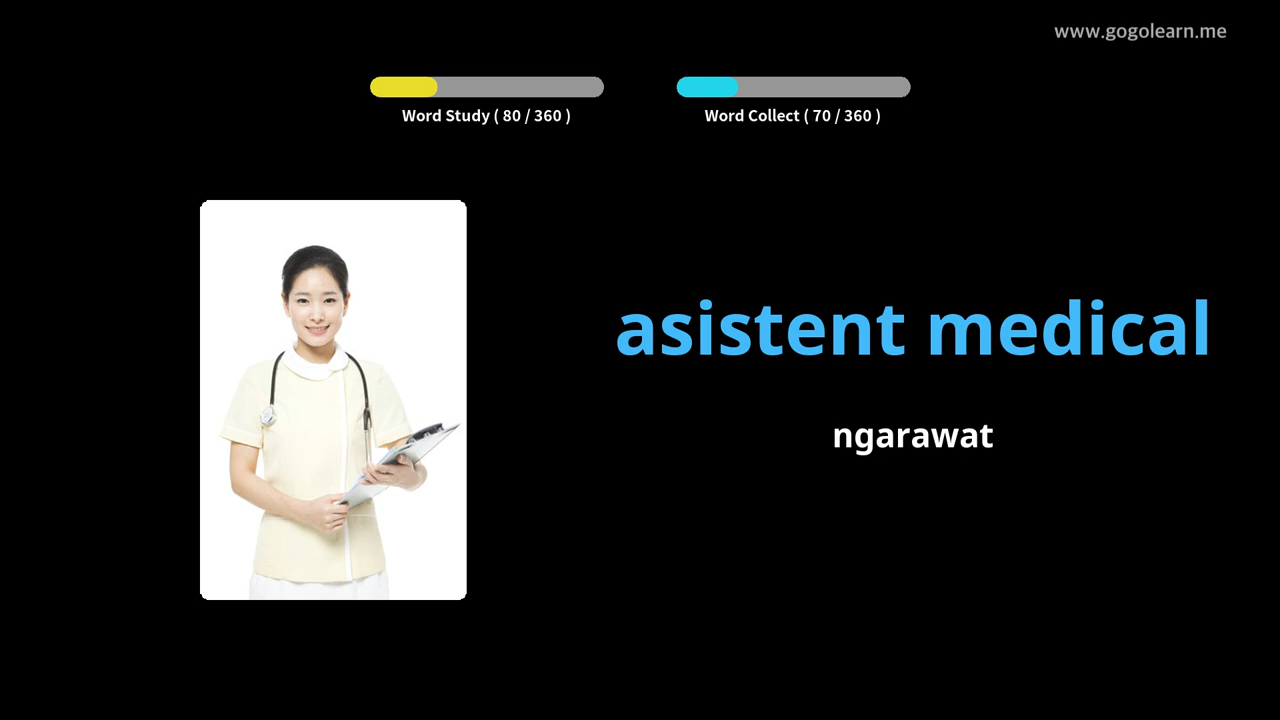 www.gogolearn.me
Word Study ( 80 / 360 )
Word Collect ( 70 / 360 )
asistent medical
ngarawat